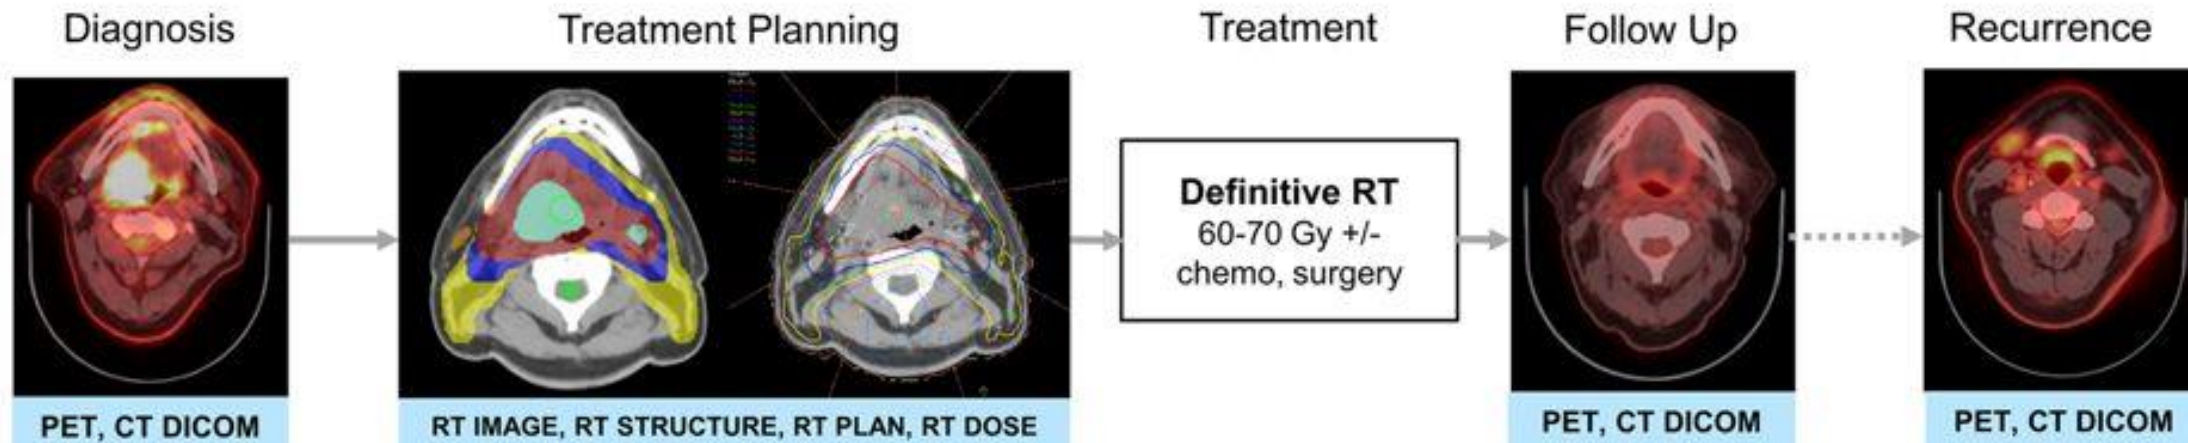 Diagnosis
Treatment Planning
Treatment
Follow Up
Recurrence
Definitive RT
60-70 Gy +/-
chemo, surgery
PET, CT DICOM
RT IMAGE, RT STRUCTURE, RT PLAN, RT DOSE
PET, CT DICOM
PET, CT DICOM